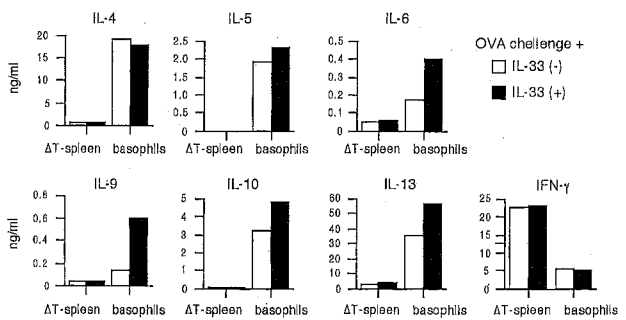 IL-4
IL-5
IL-6
ng/ml
20
15
10
5
0
2.5
2.0
1.5
1.0
0.5
0
0.5
0.4
0.3
0.2
0.1
0
OVA chellenge +
IL-33 (-)
IL-33 (+)
ΔT-spleen basophils
ΔT-spleen basophils
ΔT-spleen basophils
IL-9
IL-10
IL-13
IFN-γ
ng/ml
0,8
0,6
0,4
0.2
0
5
4
3
2
1
0
60
50
40
30
20
10
0
25
20
15
10
5
0
ΔT-spleen basophils
ΔT-spleen basophils
ΔT-spleen basophils
ΔT-spleen basophils